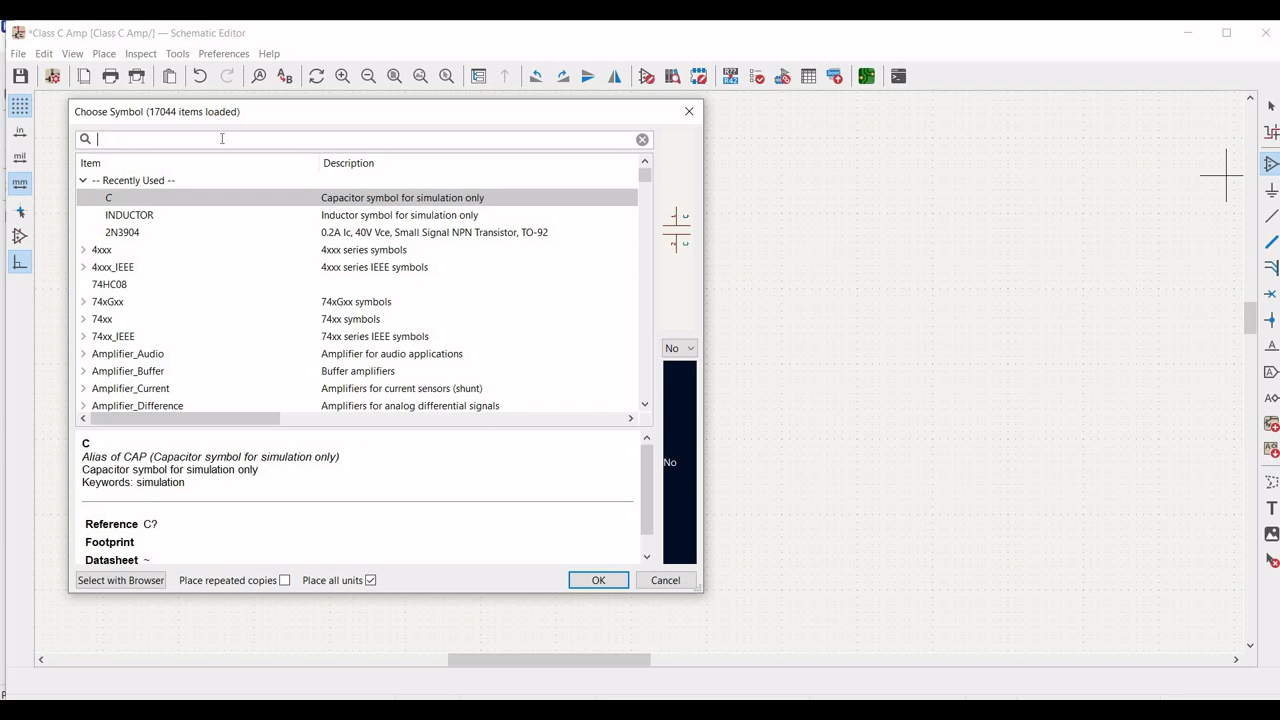 *Class C Amp [Class C Amp/] — Schematic Editor
File Edit View Place Inspect Tools Preferences Help
in
mil
mm
Choose Symbol (17044 items loaded)
Item Description
-- Recently Used --
C Capacitor symbol for simulation only
INDUCTOR Inductor symbol for simulation only
2N3904 0.2A Ic, 40V Vce, Small Signal NPN Transistor, TO-92
4xxx 4xxx series symbols
4xxx_IEEE 4xxx series IEEE symbols
74HC08
74xGxx 74xGxx symbols
74xx 74xx symbols
74xx_IEEE 74xx series IEEE symbols
Amplifier_Audio Amplifier for audio applications
Amplifier_Buffer Buffer amplifiers
Amplifier_Current Amplifiers for current sensors (shunt)
Amplifier_Difference Amplifiers for analog differential signals
No
C
Alias of CAP (Capacitor symbol for simulation only)
Capacitor symbol for simulation only
Keywords: simulation
Reference C?
Footprint
Datasheet ~
No
Select with Browser Place repeated copies Place all units OK Cancel